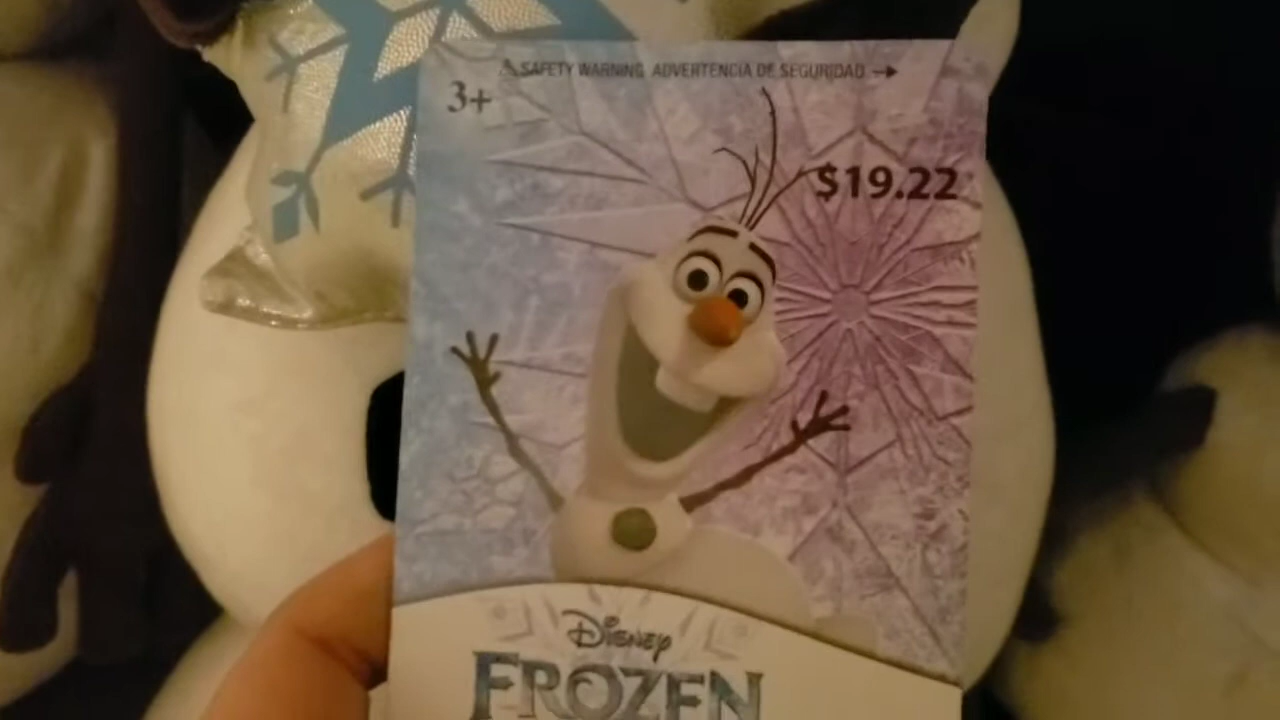 ⚠ SAFETY WARNING ADVERTENCIA DE SEGURIDAD →
3+
$19.22
Disney
FROZEN